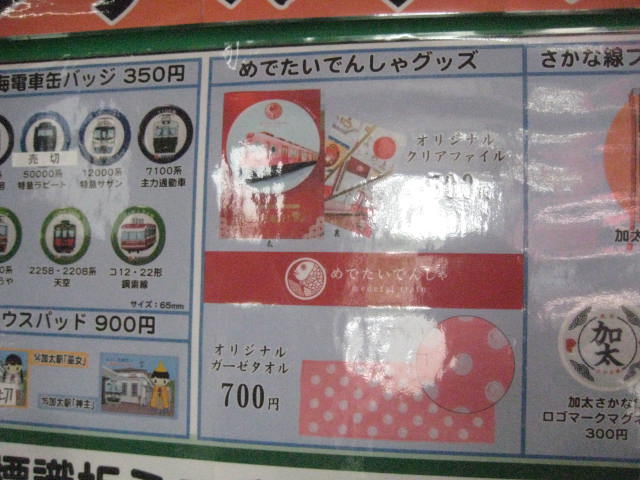 海電車缶バッジ 350円
売切
50000系
特急ラピート
12000系
特急サザン
7100系
主力通勤車
2258・2208系
天空
コ12・22形
貴志線
サイズ：65mm
ウスパッド 900円
14加太駅「巫女」
15加太駅「神主」
めでたいでんしゃグッズ
オリジナル
クリアファイル
めでたいでんしゃ
medetai train
オリジナル
ガーゼタオル
700円
さかな線
加太
加太さかな
ロゴマークマグネ
300円